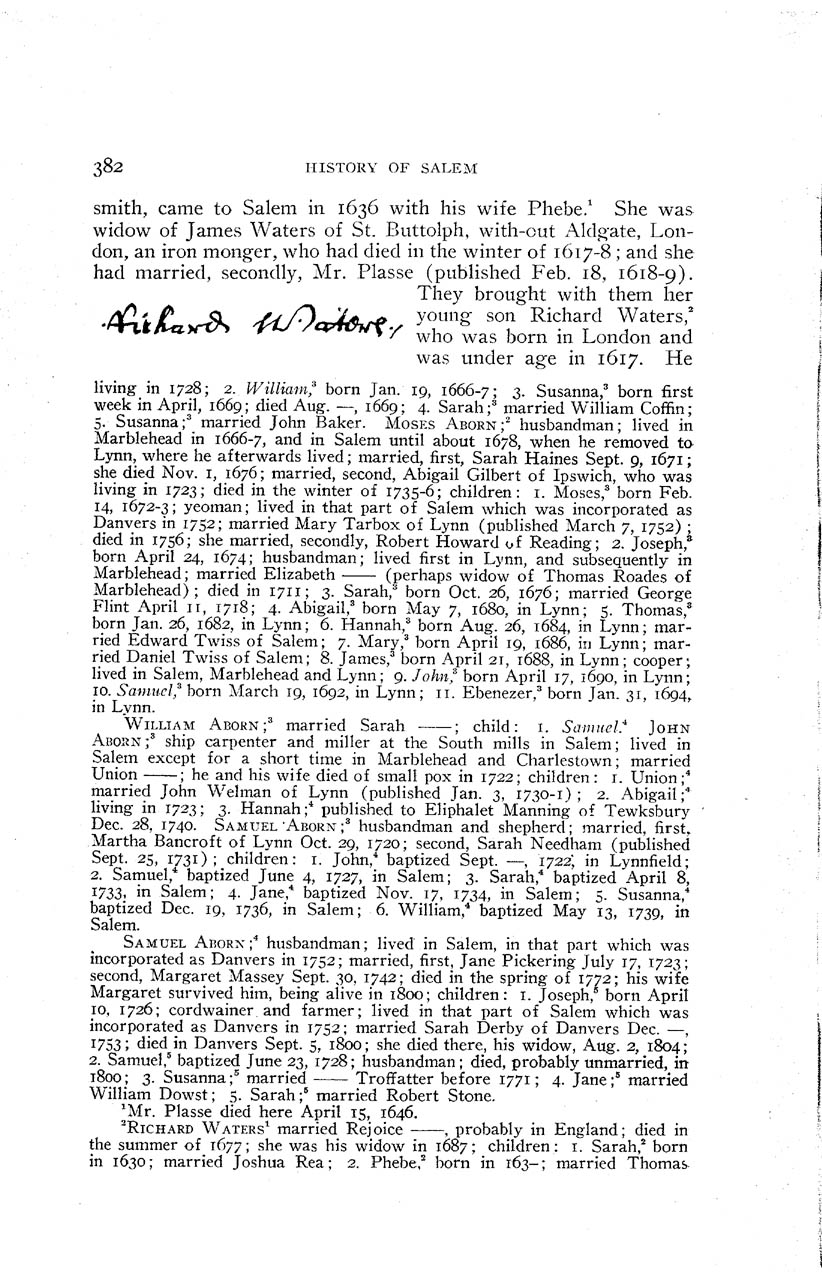 382 HISTORY OF SALEM
smith, came to Salem in 1636 with his wife Phebe.¹ She was
widow of James Waters of St. Buttolph, with-out Aldgate, Lon-
don, an iron monger, who had died in the winter of 1617-8; and she
had married, secondly, Mr. Plasse (published Feb. 18, 1618-9).
They brought with them her
Richard Waters
young son Richard Waters,²
who was born in London and
was under age in 1617. He
living in 1728; 2. William,³ born Jan. 19, 1666-7; 3. Susanna,³ born first
week in April, 1669; died Aug. —, 1669; 4. Sarah;³ married William Coffin;
5. Susanna;³ married John Baker. MOSES ABORN;² husbandman; lived in
Marblehead in 1666-7, and in Salem until about 1678, when he removed to
Lynn, where he afterwards lived; married, first, Sarah Haines Sept. 9, 1671;
she died Nov. 1, 1676; married, second, Abigail Gilbert of Ipswich, who was
living in 1723; died in the winter of 1735-6; children: 1. Moses,³ born Feb.
14, 1672-3; yeoman; lived in that part of Salem which was incorporated as
Danvers in 1752; married Mary Tarbox of Lynn (published March 7, 1752);
died in 1756; she married, secondly, Robert Howard of Reading; 2. Joseph,³
born April 24, 1674; husbandman; lived first in Lynn, and subsequently in
Marblehead; married Elizabeth —— (perhaps widow of Thomas Roades of
Marblehead); died in 1711; 3. Sarah,³ born Oct. 26, 1676; married George
Flint April 11, 1718; 4. Abigail,³ born May 7, 1680, in Lynn; 5. Thomas,³
born Jan. 26, 1682, in Lynn; 6. Hannah,³ born Aug. 26, 1684, in Lynn; mar-
ried Edward Twiss of Salem; 7. Mary,³ born April 19, 1686, in Lynn; mar-
ried Daniel Twiss of Salem; 8. James,³ born April 21, 1688, in Lynn; cooper;
lived in Salem, Marblehead and Lynn; 9. John,³ born April 17, 1690, in Lynn;
10. Samuel,³ born March 19, 1692, in Lynn; 11. Ebenezer,³ born Jan. 31, 1694,
in Lynn.
WILLIAM ABORN;³ married Sarah ——; child: 1. Samuel.⁴ JOHN
ABORN;³ ship carpenter and miller at the South mills in Salem; lived in
Salem except for a short time in Marblehead and Charlestown; married
Union ——; he and his wife died of small pox in 1722; children: 1. Union;⁴
married John Welman of Lynn (published Jan. 3, 1730-1); 2. Abigail;⁴
living in 1723; 3. Hannah;⁴ published to Eliphalet Manning of Tewksbury
Dec. 28, 1740. SAMUEL ABORN;³ husbandman and shepherd; married, first,
Martha Bancroft of Lynn Oct. 29, 1720; second, Sarah Needham (published
Sept. 25, 1731); children: 1. John,⁴ baptized Sept. —, 1722, in Lynnfield;
2. Samuel,⁴ baptized June 4, 1727, in Salem; 3. Sarah,⁴ baptized April 8,
1733, in Salem; 4. Jane,⁴ baptized Nov. 17, 1734, in Salem; 5. Susanna,⁴
baptized Dec. 19, 1736, in Salem; 6. William,⁴ baptized May 13, 1739, in
Salem.
SAMUEL ABORN;⁴ husbandman; lived in Salem, in that part which was
incorporated as Danvers in 1752; married, first, Jane Pickering July 17, 1723;
second, Margaret Massey Sept. 30, 1742; died in the spring of 1772; his wife
Margaret survived him, being alive in 1800; children: 1. Joseph,⁵ born April
10, 1726; cordwainer and farmer; lived in that part of Salem which was
incorporated as Danvers in 1752; married Sarah Derby of Danvers Dec. —,
1753; died in Danvers Sept. 5, 1800; she died there, his widow, Aug. 2, 1804;
2. Samuel,⁵ baptized June 23, 1728; husbandman; died, probably unmarried, in
1800; 3. Susanna;⁵ married —— Troffatter before 1771; 4. Jane;⁵ married
William Dowst; 5. Sarah;⁵ married Robert Stone.
¹Mr. Plasse died here April 15, 1646.
²RICHARD WATERS¹ married Rejoice ——, probably in England; died in
the summer of 1677; she was his widow in 1687; children: 1. Sarah,² born
in 1630; married Joshua Rea; 2. Phebe,² born in 163–; married Thomas